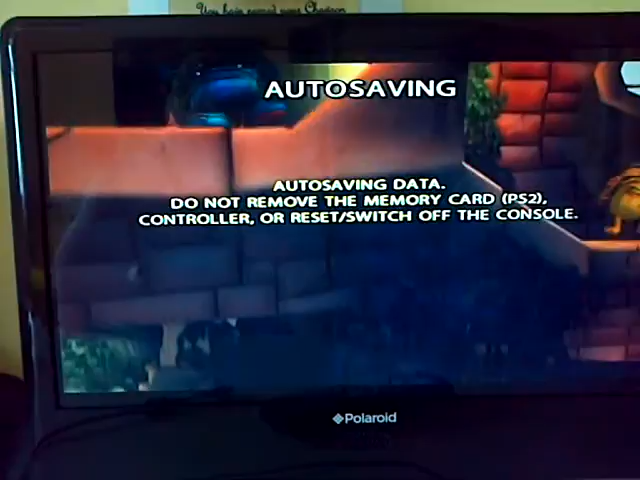 AUTOSAVING
AUTOSAVING DATA.
DO NOT REMOVE THE MEMORY CARD (PS2),
CONTROLLER, OR RESET/SWITCH OFF THE CONSOLE.
Polaroid